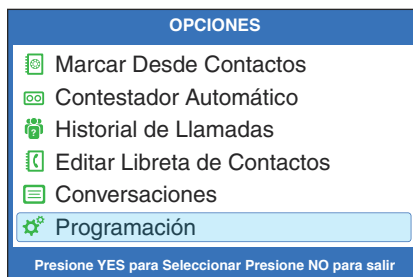 OPCIONES
Marcar Desde Contactos
Contestador Automático
Historial de Llamadas
Editar Libreta de Contactos
Conversaciones
Programación
Presione YES para Seleccionar Presione NO para salir